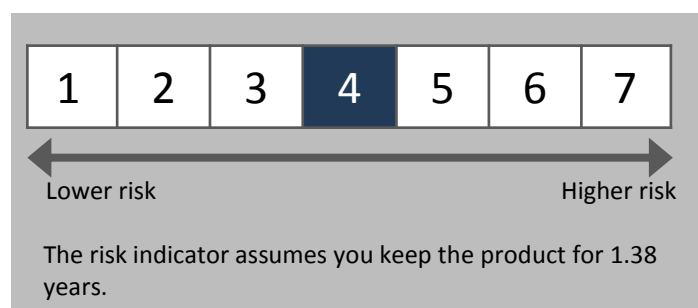 1 2 3 4 5 6 7
Lower risk Higher risk
The risk indicator assumes you keep the product for 1.38
years.